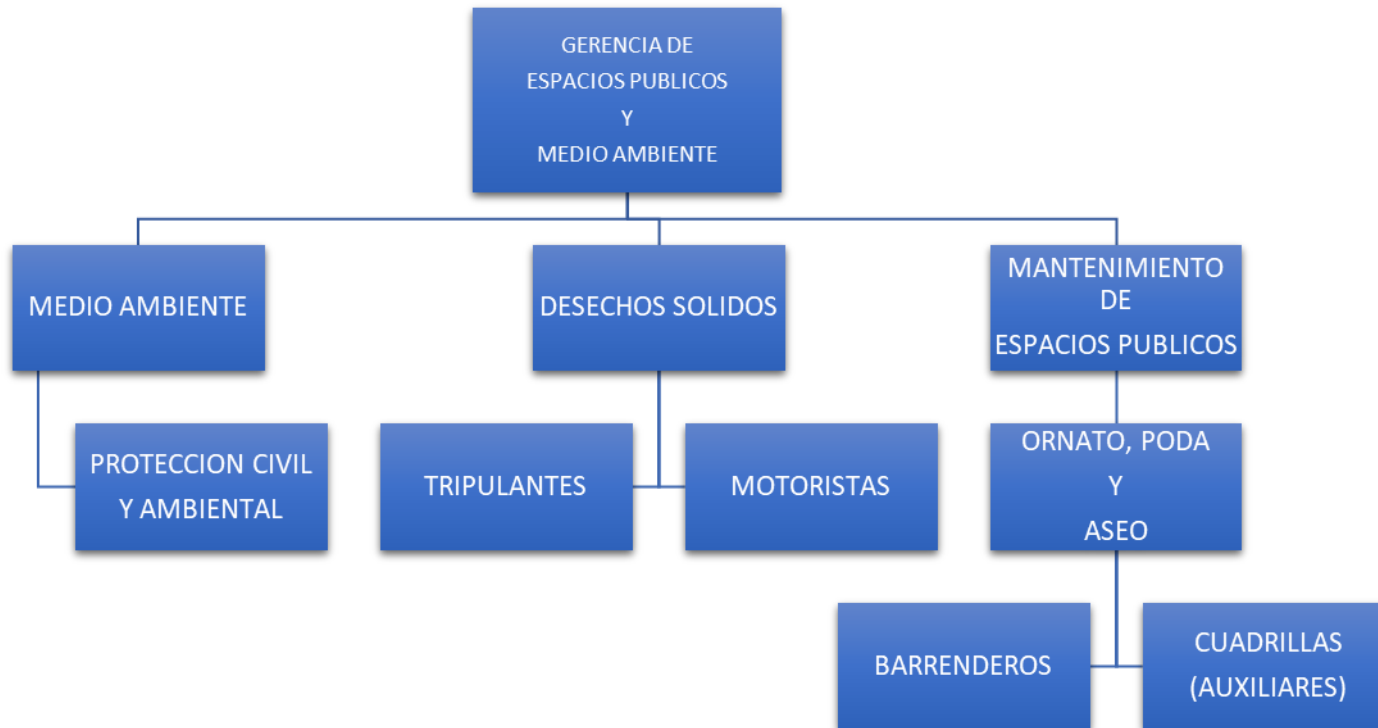 GERENCIA DE
ESPACIOS PUBLICOS
Y
MEDIO AMBIENTE
MEDIO AMBIENTE
DESECHOS SOLIDOS
MANTENIMIENTO
DE
ESPACIOS PUBLICOS
PROTECCION CIVIL
Y AMBIENTAL
TRIPULANTES
MOTORISTAS
ORNATO, PODA
Y
ASEO
BARRENDEROS
CUADRILLAS
(AUXILIARES)